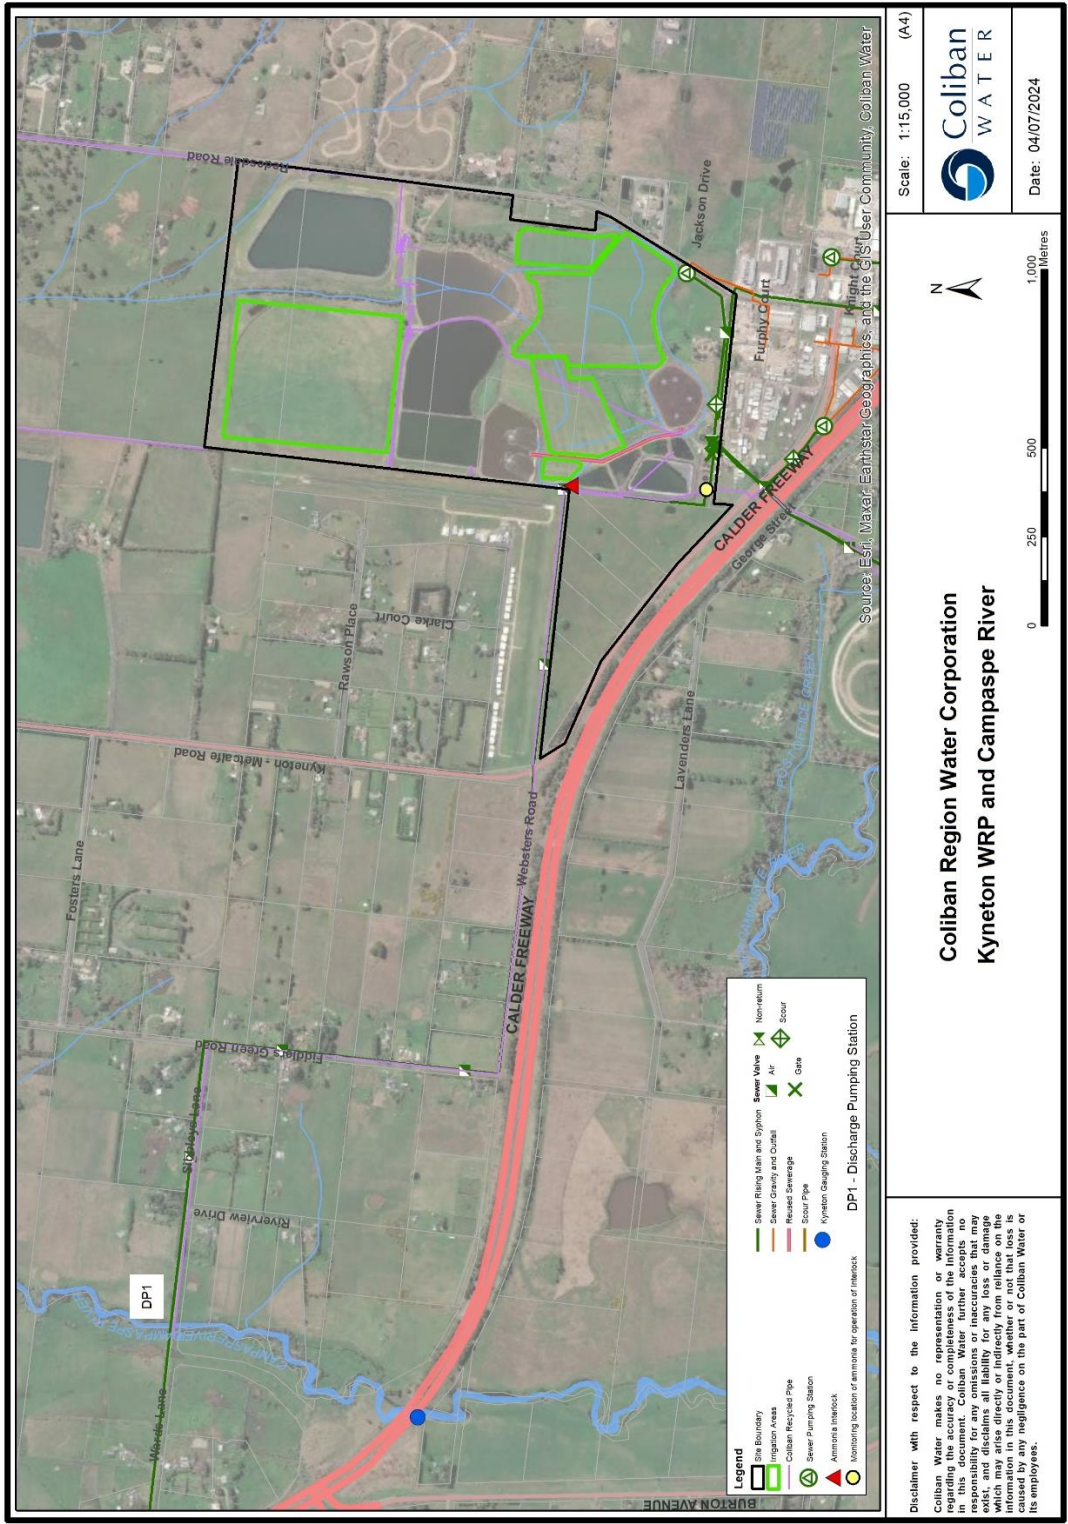 Redesdale Road
Jackson Drive
Furphy Court
Knight Court
CALDER FREEWAY
George Street
Rawson Place
Clarke Court
Kyneton - Metcalfe Road
Lavenders Lane
POST OFFICE CREEK
CAMPASPE RIVER
Websters Road
CALDER FREEWAY
Fosters Lane
Fiddlers Green Road
Riverview Drive
DP1
CAMPASPE RIVER
BURTON AVENUE
Source: Esri, Maxar, Earthstar Geographics, and the GIS User Community, Coliban Water
Legend
Site Boundary
Irrigation Areas
Coliban Recycled Pipe
Sewer Pumping Station
Ammonia Interlock
Monitoring location of ammonia for operation of interlock
Sewer Rising Main and Syphon
Sewer Gravity and Outfall
Reused Sewerage
Scour Pipe
Kyneton Gauging Station
Sewer Valve
Air
Gate
Non-return
Scour
DP1 - Discharge Pumping Station
Disclaimer with respect to the information provided:
Coliban Water makes no representation or warranty
regarding the accuracy or completeness of the information
in this document. Coliban Water further accepts no
responsibility for any omissions or inaccuracies that may
exist, and disclaims all liability for any loss or damage
which may arise directly or indirectly from reliance on the
information in this document, whether or not that loss is
caused by any negligence on the part of Coliban Water or
its employees.
Coliban Region Water Corporation
Kyneton WRP and Campaspe River
N
0 250 500 1,000
Metres
Scale: 1:15,000 (A4)
Coliban
WATER
Date: 04/07/2024